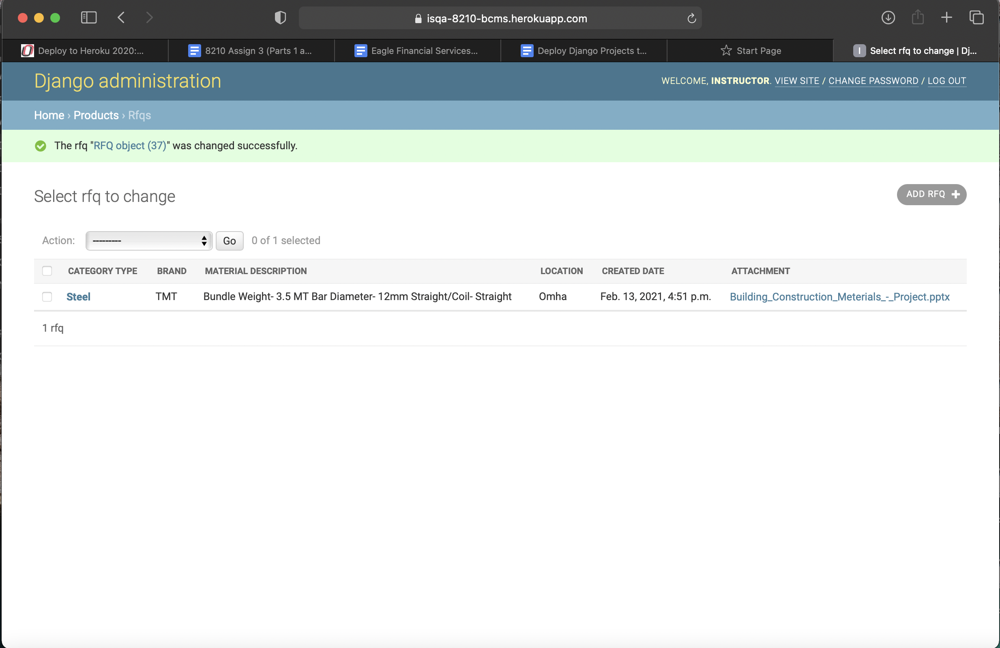 isqa-8210-bcms.herokuapp.com
Deploy to Heroku 2020:...
8210 Assign 3 (Parts 1 a...
Eagle Financial Services...
Deploy Django Projects t...
Start Page
I Select rfq to change | Dj...
Django administration
WELCOME, INSTRUCTOR. VIEW SITE / CHANGE PASSWORD / LOG OUT
Home › Products › Rfqs
The rfq "RFQ object (37)" was changed successfully.
Select rfq to change
ADD RFQ
Action: --------- Go 0 of 1 selected
CATEGORY TYPE BRAND MATERIAL DESCRIPTION LOCATION CREATED DATE ATTACHMENT
Steel TMT Bundle Weight- 3.5 MT Bar Diameter- 12mm Straight/Coil- Straight Omha Feb. 13, 2021, 4:51 p.m. Building_Construction_Meterials_-_Project.pptx
1 rfq